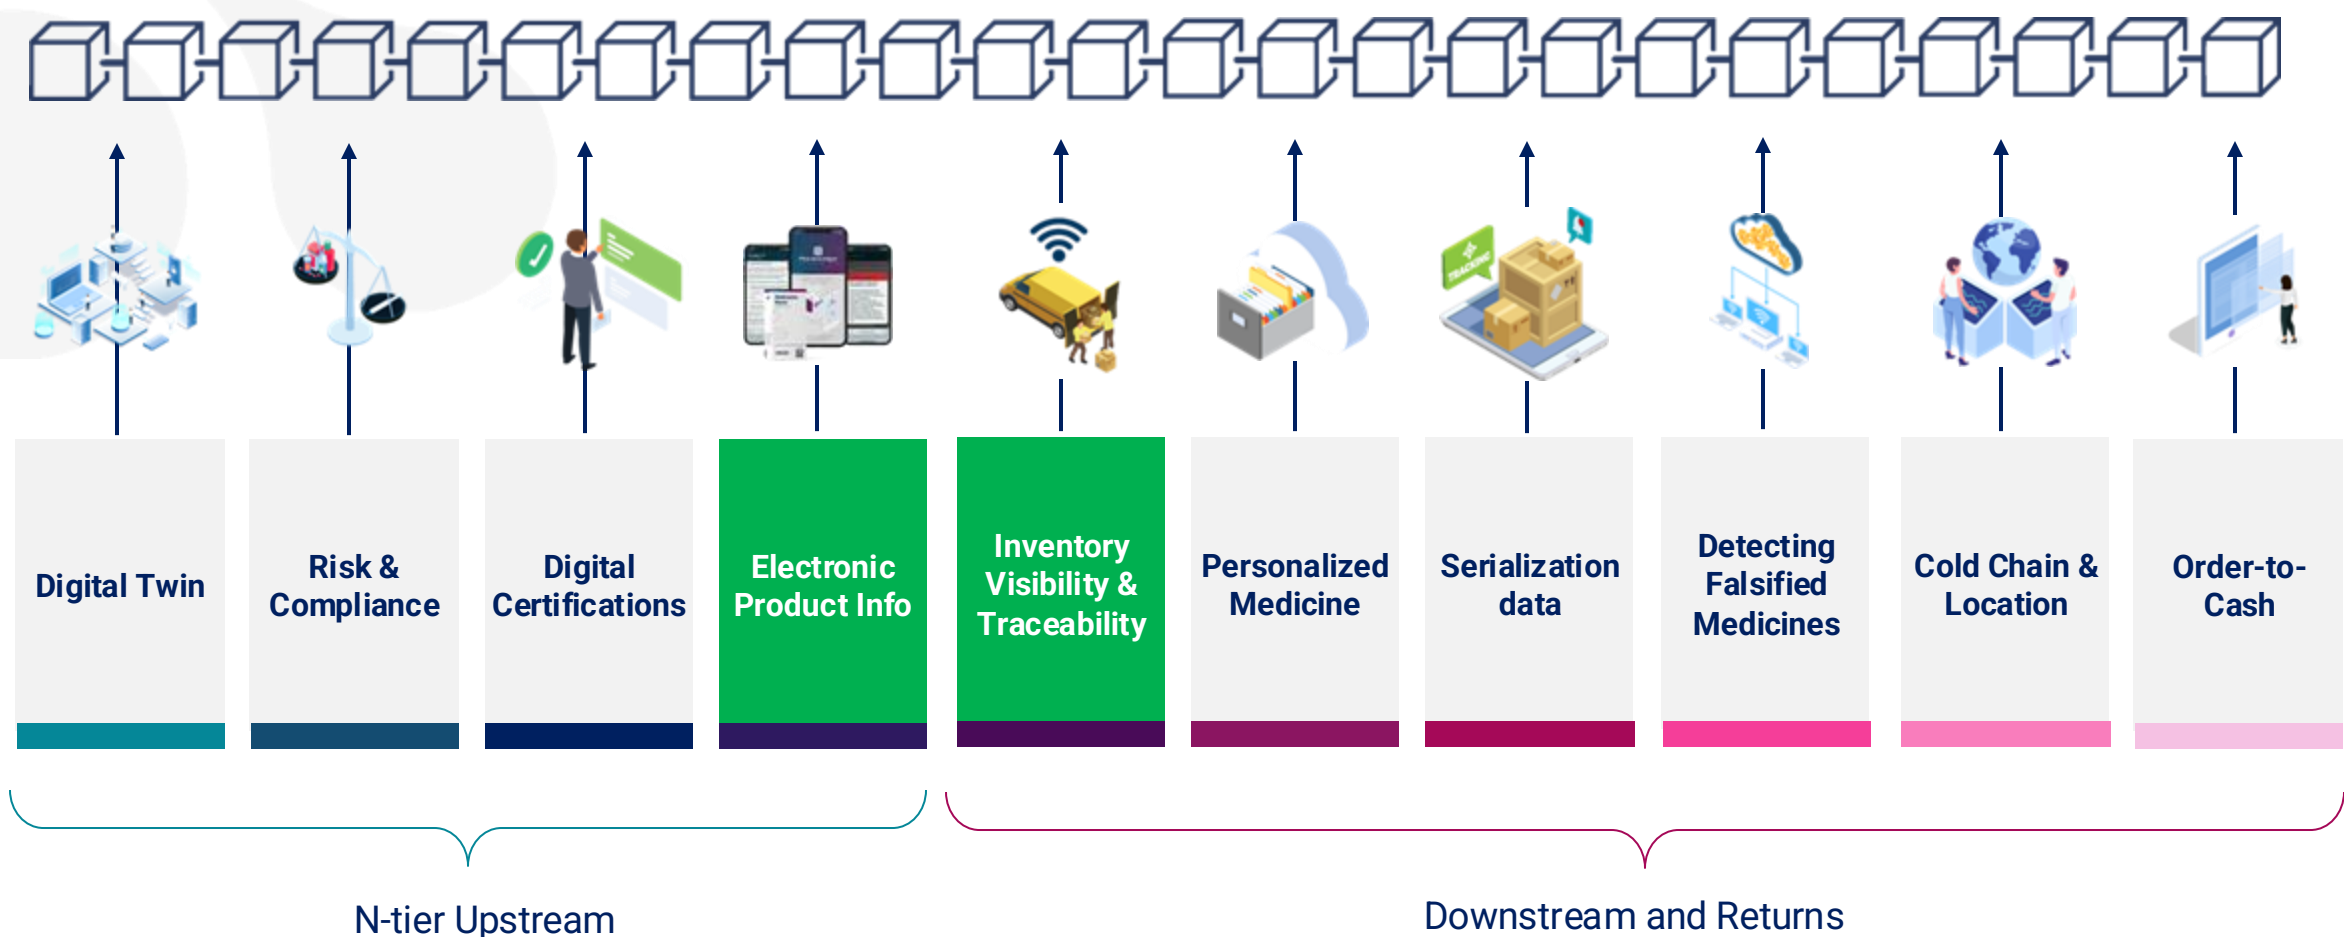 TRACKING
Digital Twin
Risk &
Compliance
Digital
Certifications
Electronic
Product Info
Inventory
Visibility &
Traceability
Personalized
Medicine
Serialization
data
Detecting
Falsified
Medicines
Cold Chain &
Location
Order-to-
Cash
N-tier Upstream
Downstream and Returns